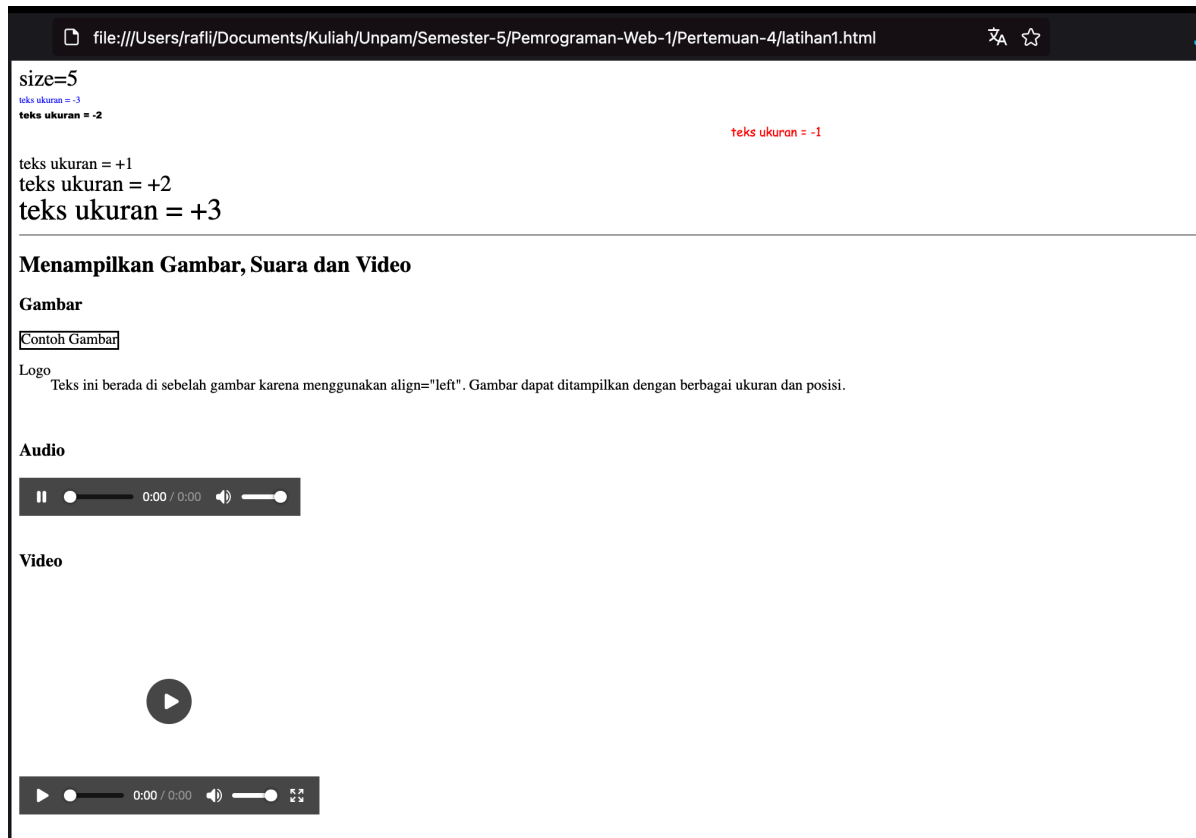 file:///Users/rafli/Documents/Kuliah/Unpam/Semester-5/Pemrograman-Web-1/Pertemuan-4/latihan1.html
size=5
teks ukuran = -3
teks ukuran = -2
teks ukuran = -1
teks ukuran = +1
teks ukuran = +2
teks ukuran = +3
Menampilkan Gambar, Suara dan Video
Gambar
Contoh Gambar
Logo
Teks ini berada di sebelah gambar karena menggunakan align="left". Gambar dapat ditampilkan dengan berbagai ukuran dan posisi.
Audio
0:00 / 0:00
Video
0:00 / 0:00